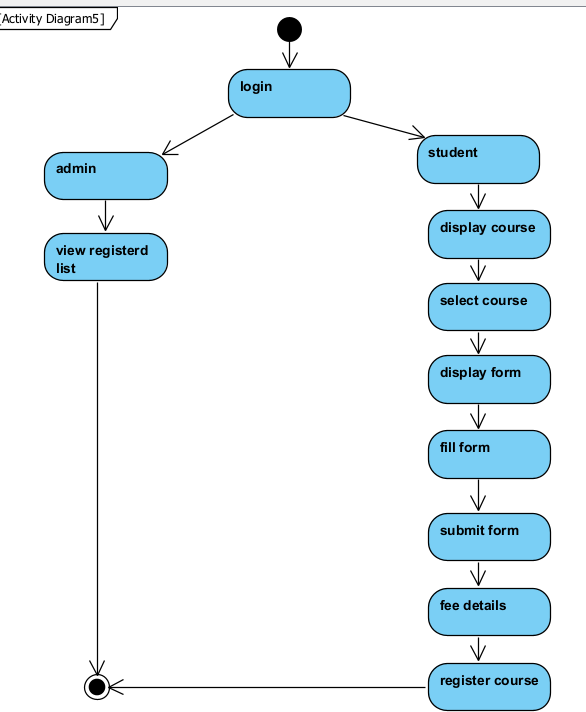 [Activity Diagram5]
login
admin
student
view registerd
list
display course
select course
display form
fill form
submit form
fee details
register course